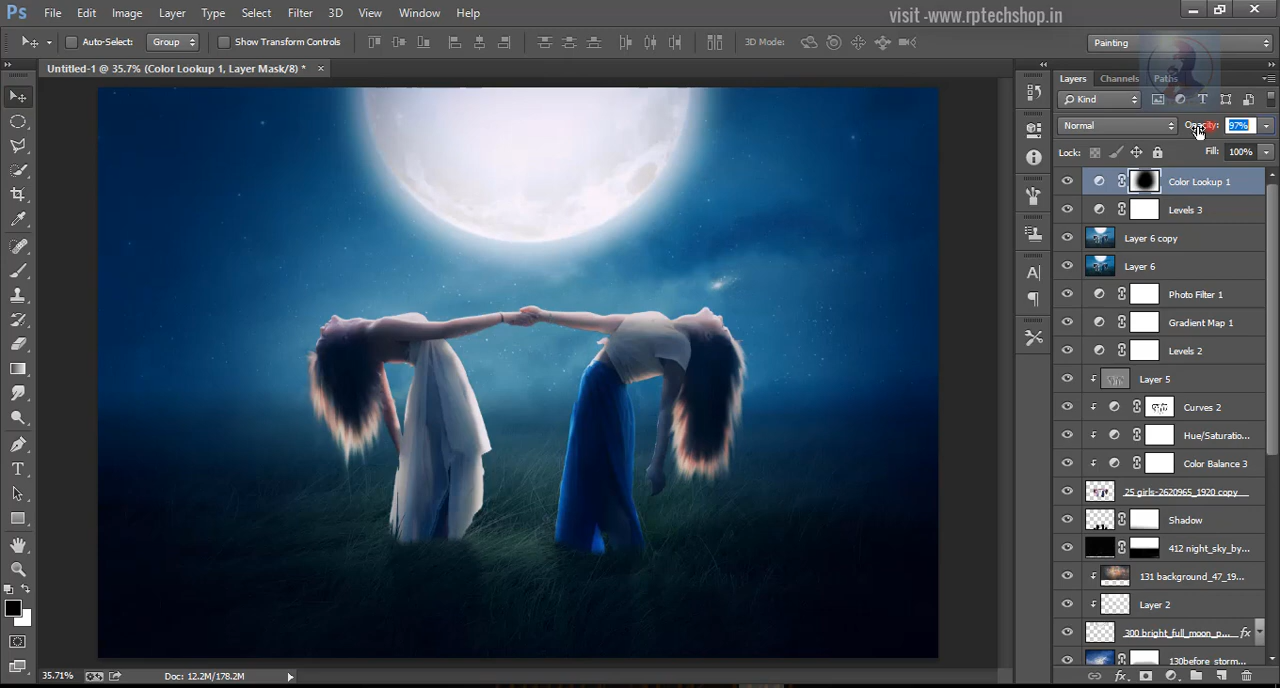 visit -www.rptechshop.in
Ps File Edit Image Layer Type Select Filter 3D View Window Help
Auto-Select: Group Show Transform Controls 3D Mode: Painting
Untitled-1 @ 35.7% (Color Lookup 1, Layer Mask/8) * ×
Layers Channels Paths
Kind
Normal Opacity: 97%
Lock: Fill: 100%
Color Lookup 1
Levels 3
Layer 6 copy
Layer 6
Photo Filter 1
Gradient Map 1
Levels 2
Layer 5
Curves 2
Hue/Saturatio...
Color Balance 3
25 girls-2620965_1920 copy
Shadow
412 night_sky_by...
131 background_47_19...
Layer 2
300 bright_full_moon_p... fx
130before_storm...
35.71% Doc: 12.2M/178.2M
fx